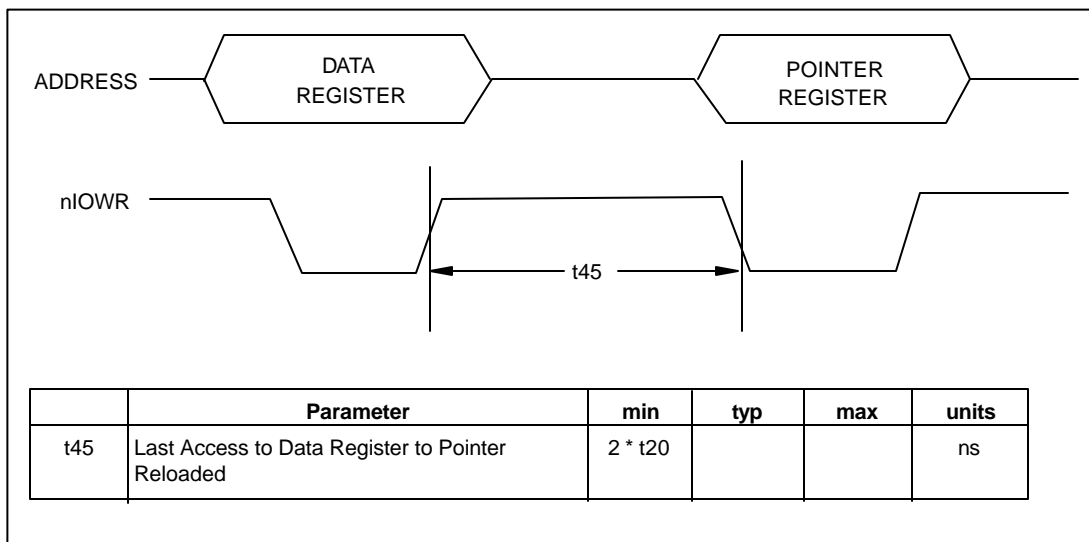 ADDRESS
DATA
REGISTER
POINTER
REGISTER
nIOWR
t45
Parameter min typ max units
t45 Last Access to Data Register to Pointer 2 * t20 ns
Reloaded